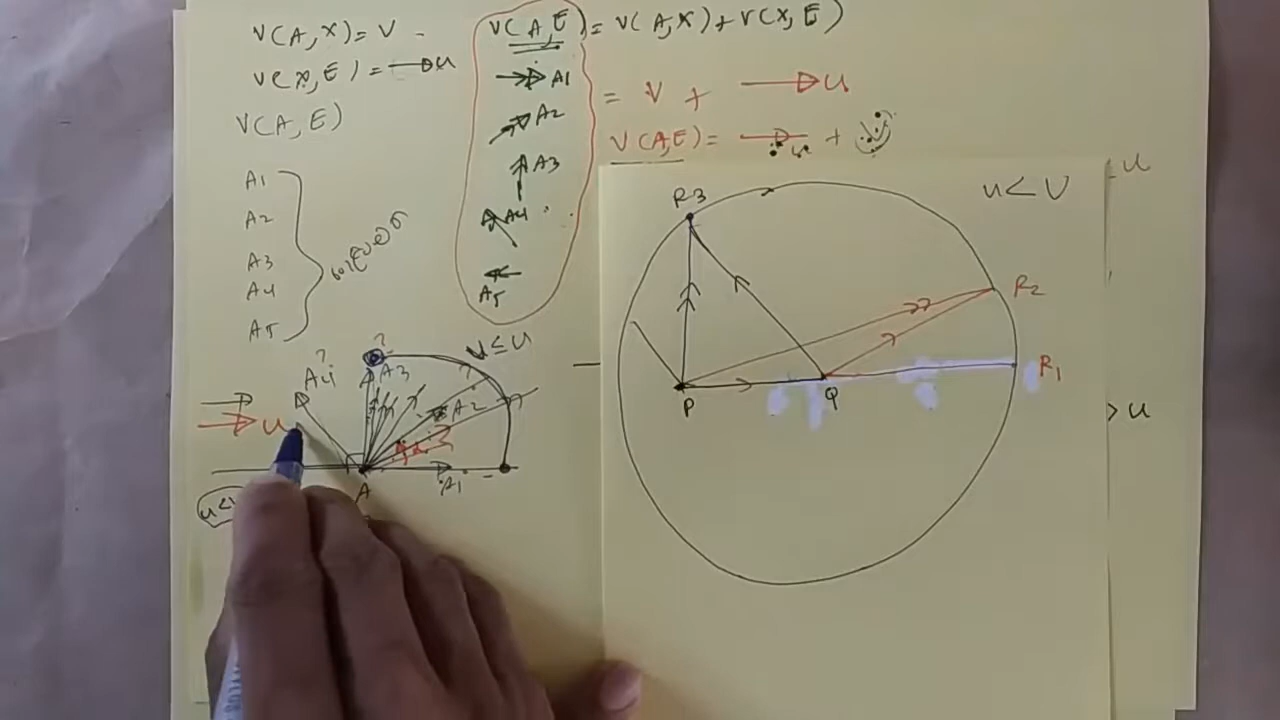 V(A,X) = V
V(X,E) = → u
V(A,E)
A1
A2
A3
A4
A5
V(A,E) = V(A,X) + V(X,E)
→ A1
A2
A3
A4
A5
= V + → u
V(A,E) =
u
u < V
R3
R2
R1
P
Q
u
? A3
? A4
A2
A1
A
u